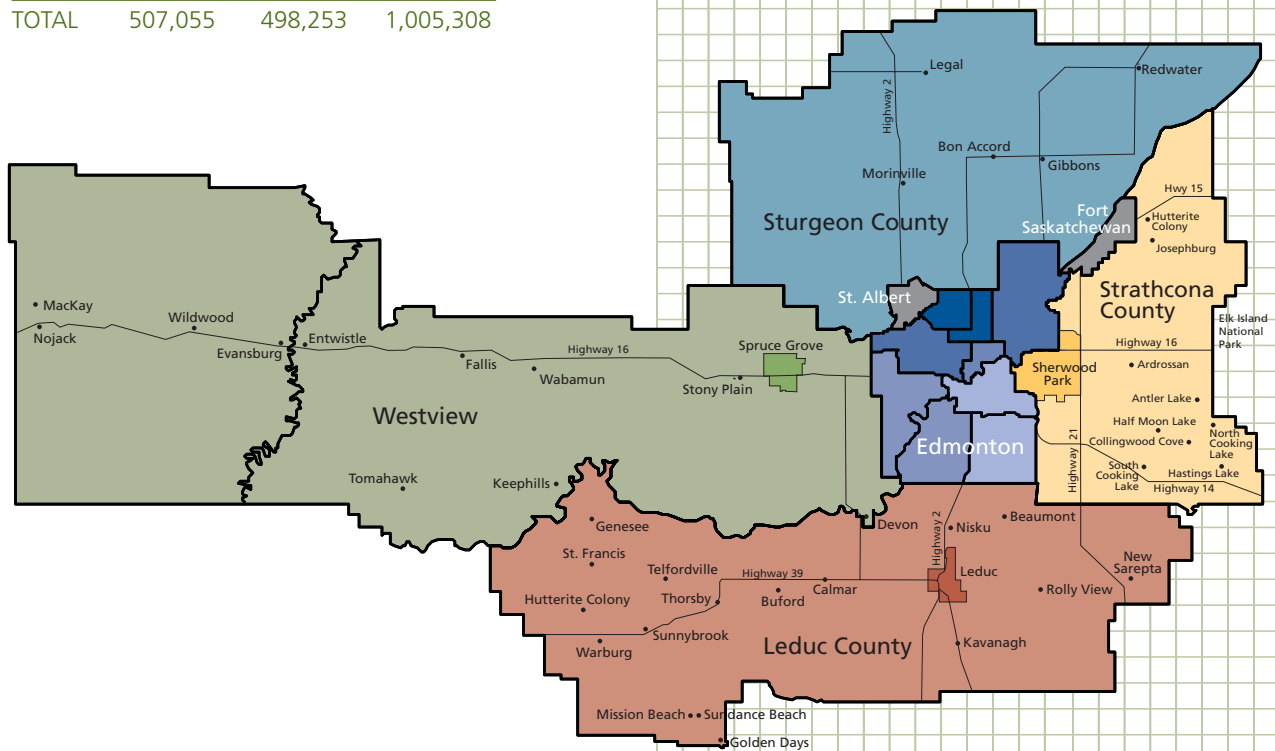 TOTAL 507,055 498,253 1,005,308
Legal
Redwater
Highway 2
Bon Accord
Gibbons
Morinville
Hwy 15
Sturgeon County
Fort
Saskatchewan
Hutterite
Colony
Josephburg
St. Albert
Strathcona
County
MacKay
Nojack
Wildwood
Evansburg
Entwistle
Highway 16
Fallis
Wabamun
Spruce Grove
Stony Plain
Elk Island
National
Park
Highway 16
Sherwood
Park
Ardrossan
Antler Lake
Westview
Edmonton
Highway 21
Half Moon Lake
Collingwood Cove
North
Cooking
Lake
South
Cooking
Lake
Hastings Lake
Highway 14
Tomahawk
Keephills
Genesee
Devon
Highway 2
Nisku
Beaumont
St. Francis
Telfordville
Highway 39
Leduc
New
Sarepta
Hutterite Colony
Thorsby
Buford
Calmar
Rolly View
Sunnybrook
Warburg
Leduc County
Kavanagh
Mission Beach
Sundance Beach
Golden Days